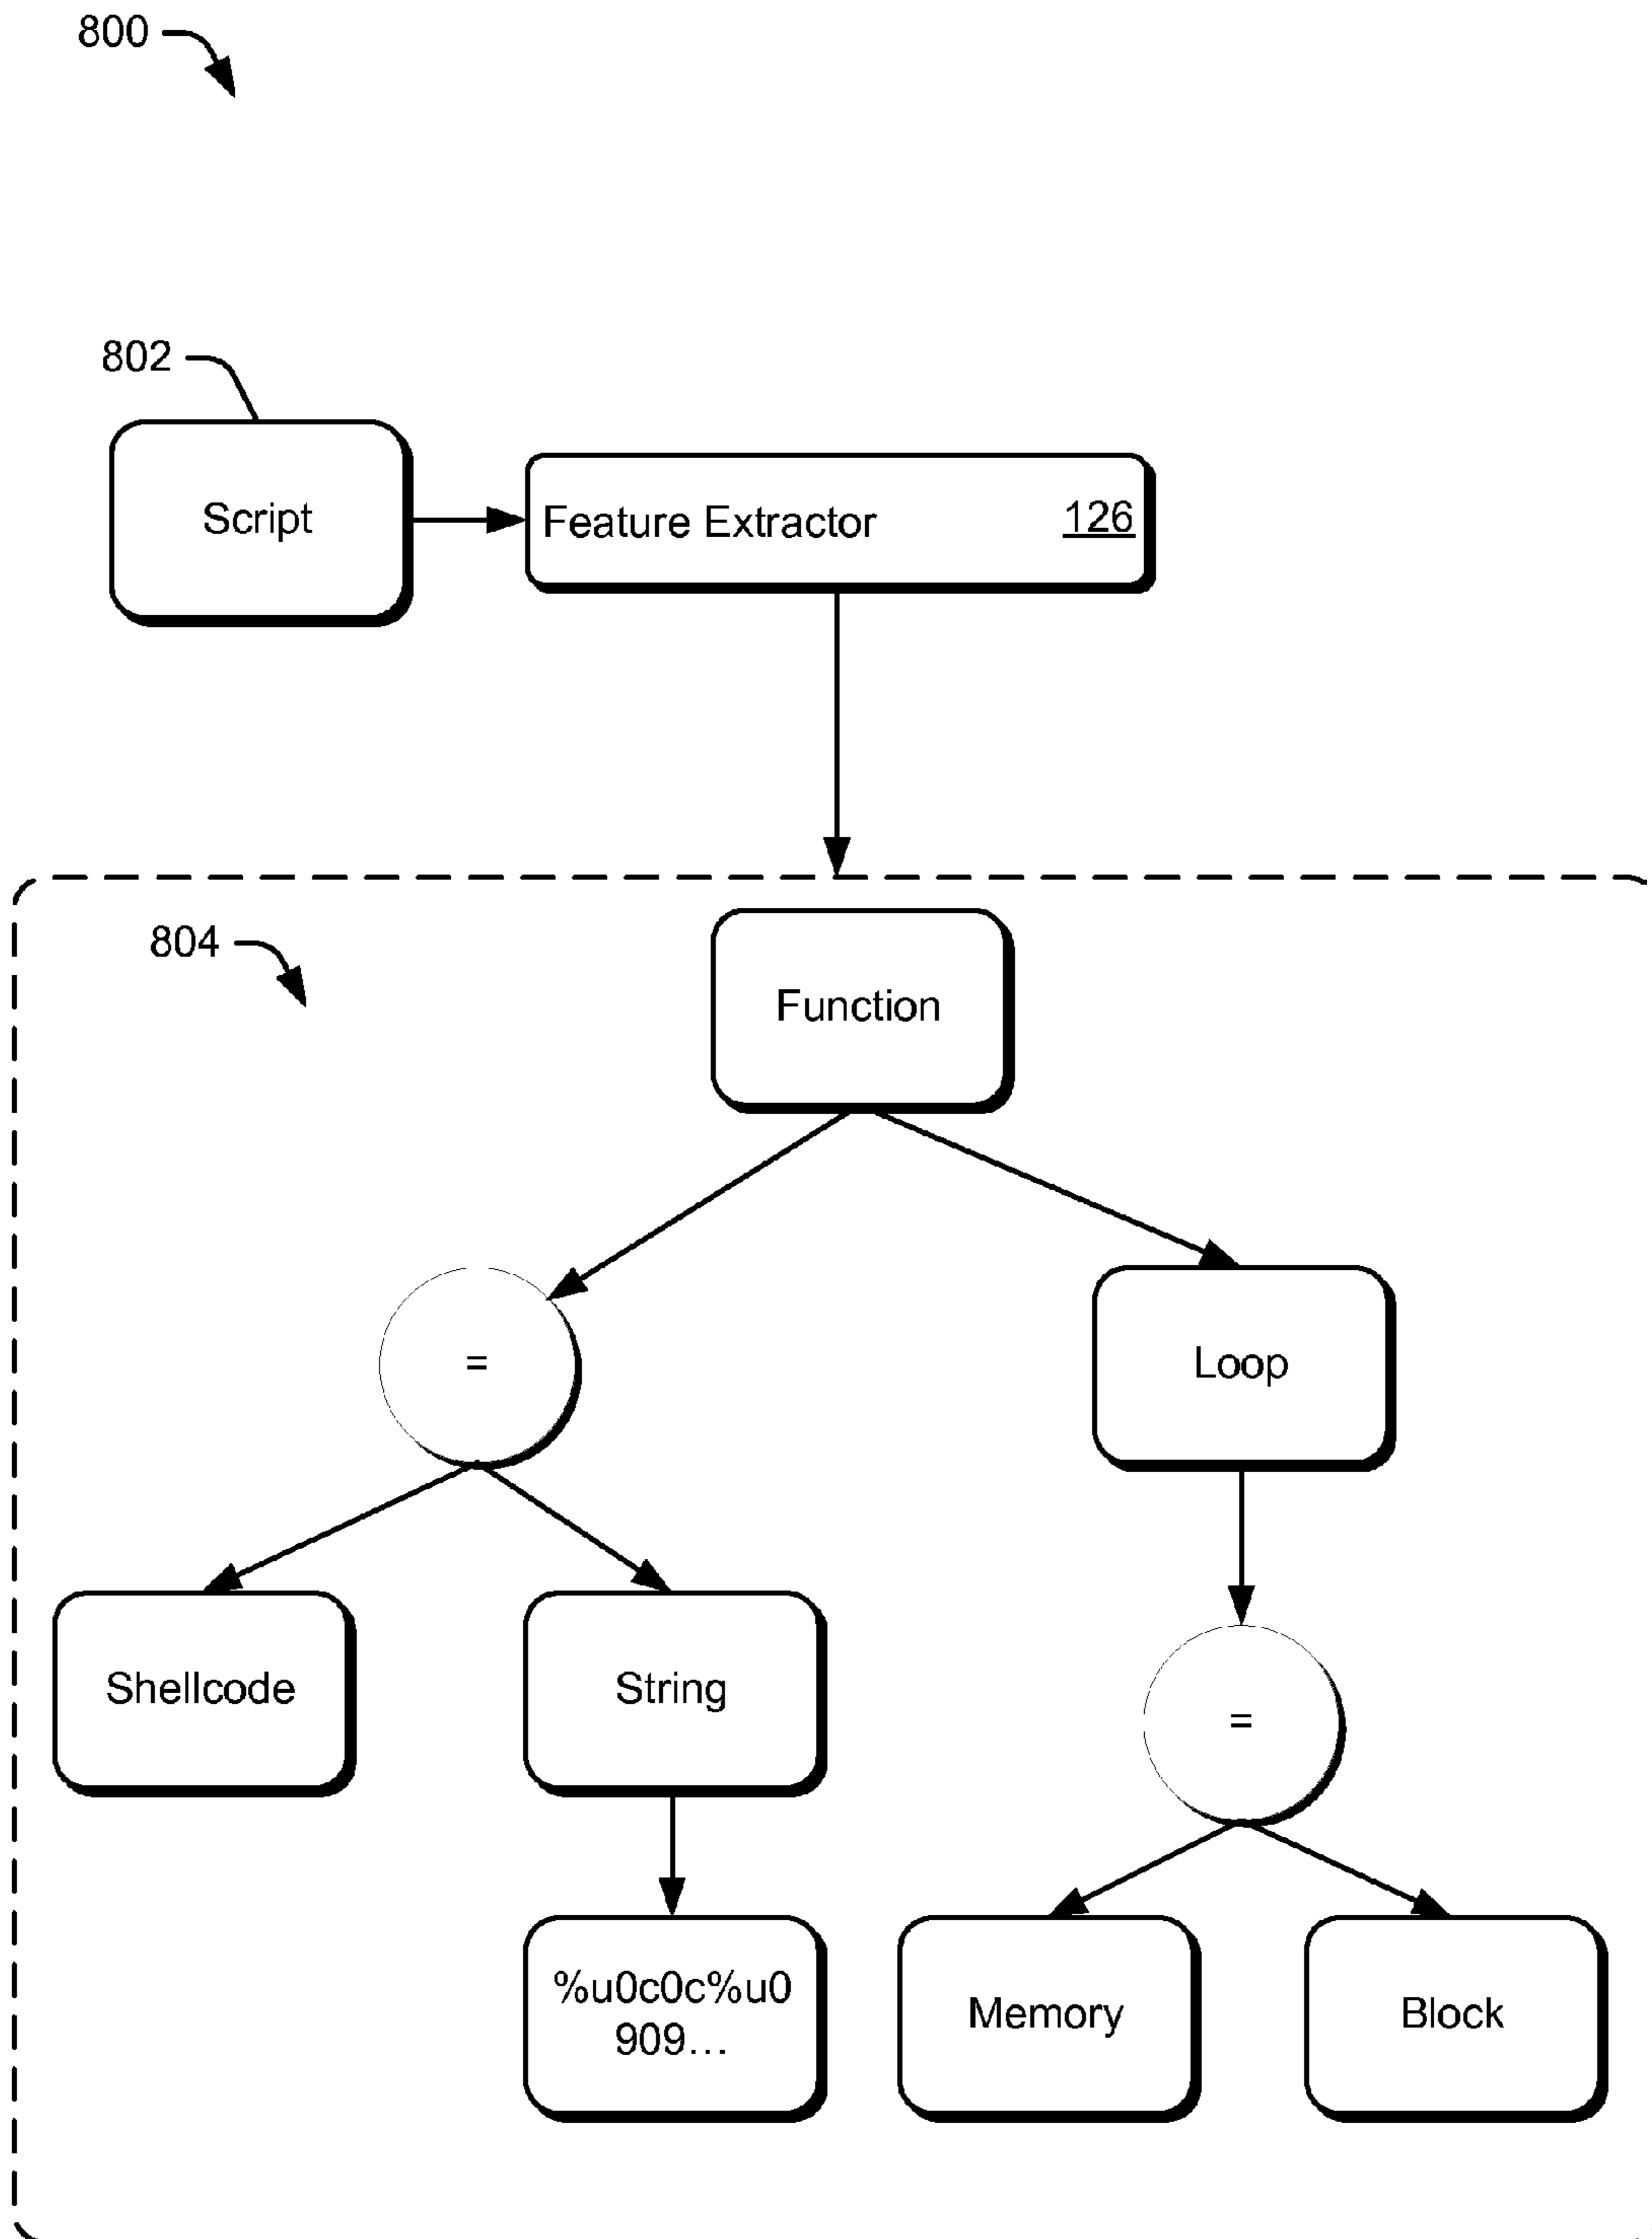 800
802
Script
Feature Extractor 126
804
Function
=
Loop
Shellcode
String
=
%u0c0c%u0
909...
Memory
Block